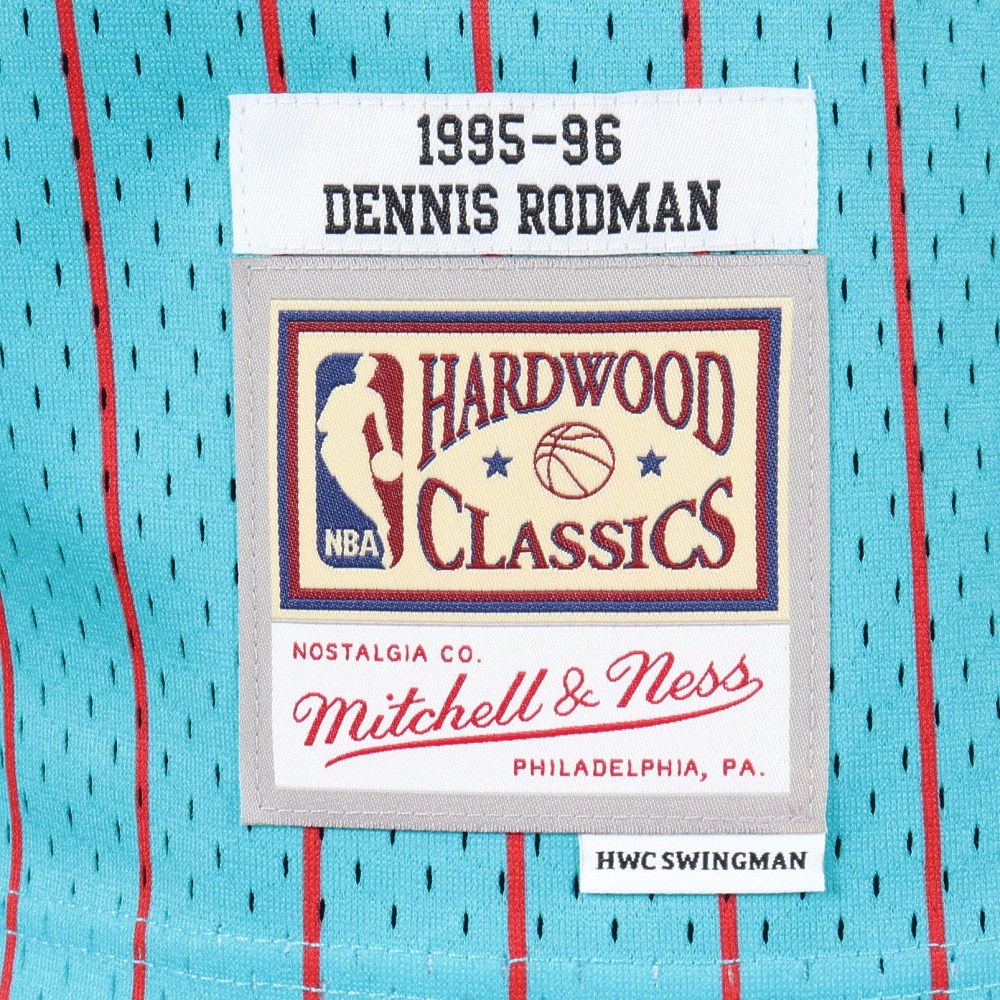 1995-96
DENNIS RODMAN
HARDWOOD
CLASSICS
NBA
NOSTALGIA CO.
Mitchell & Ness
PHILADELPHIA, PA.
HWC SWINGMAN